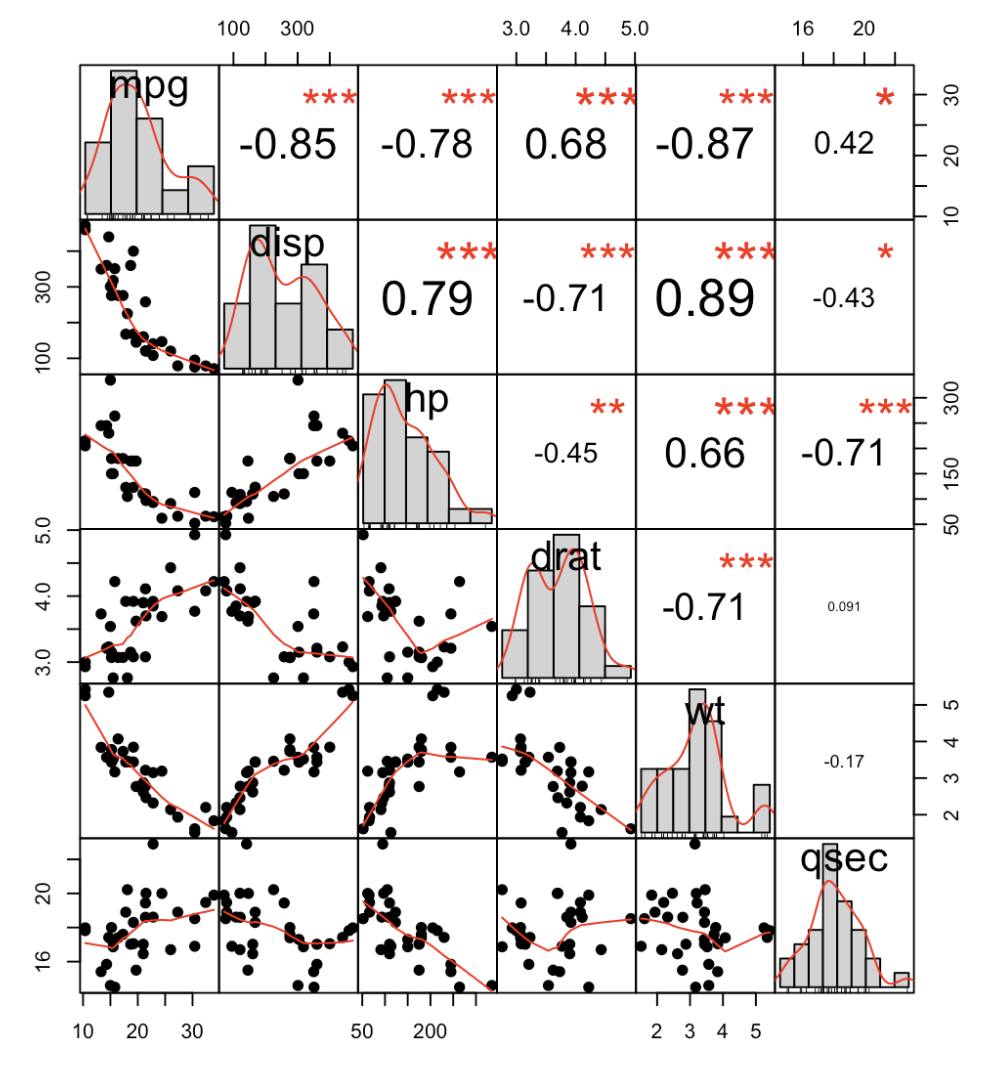 100 300 3.0 4.0 5.0 16 20
mpg *** *** *** *** * 30
-0.85 -0.78 0.68 -0.87 0.42 20
10
disp *** *** *** *
300 0.79 -0.71 0.89 -0.43
100
hp ** *** *** 300
-0.45 0.66 -0.71 150
50
5.0 drat ***
4.0 -0.71 0.091
3.0
wt 5
-0.17 4
3
2
qsec
20
16
10 20 30 50 200 2 3 4 5